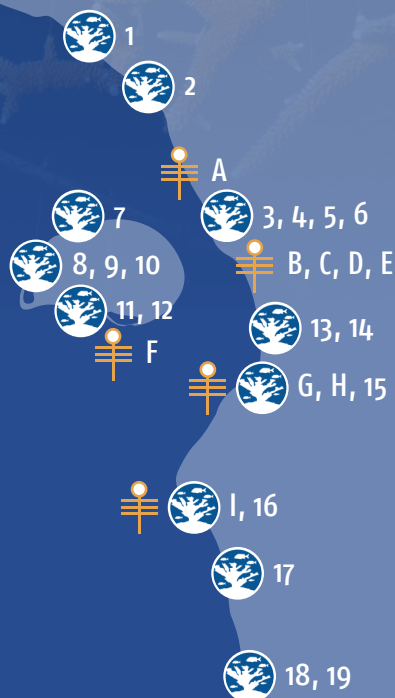 1
2
A
3, 4, 5, 6
7
B, C, D, E
8, 9, 10
11, 12
13, 14
F
G, H, 15
I, 16
17
18, 19